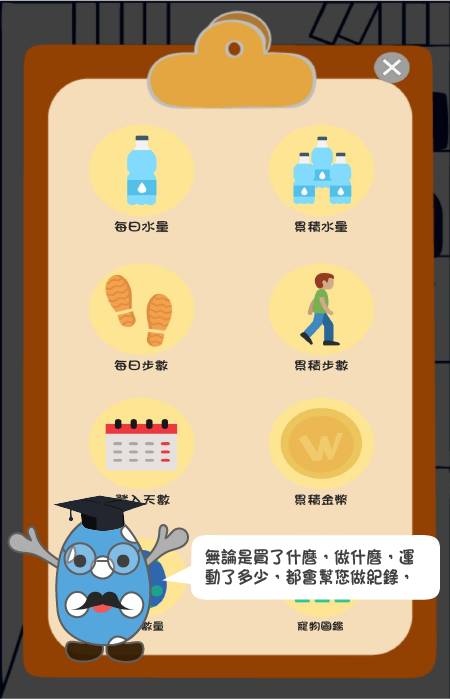 每日水量
累積水量
每日步數
累積步數
入天數
累積金幣
無論是買了什麼，做什麼，運
動了多少，都會幫您做紀錄，
數量
寵物圖鑑
W